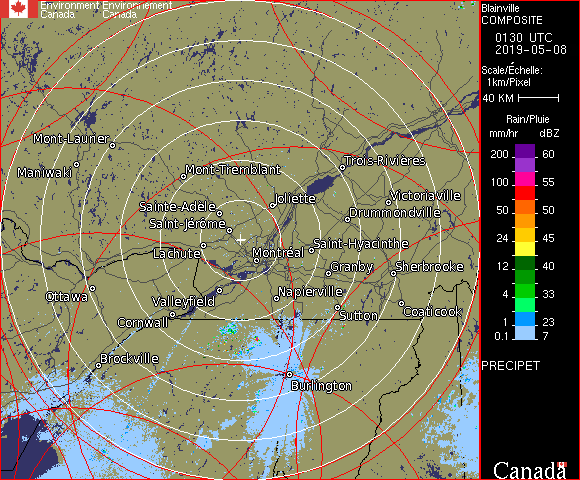 Environment Environnement
Canada Canada
Blainville
COMPOSITE
0130 UTC
2019-05-08
Scale/Échelle:
1km/Pixel
40 KM
Rain/Pluie
mm/hr dBZ
200 60
100 55
50 50
24 45
12 40
4 33
1 23
0.1 7
PRECIPET
Canada
Mont-Laurier
Maniwaki
Mont-Tremblant
Trois-Rivières
Joliette
Victoriaville
Sainte-Adèle
Drummondville
Saint-Jérôme
Saint-Hyacinthe
Lachute
Montréal
Granby
Sherbrooke
Ottawa
Valleyfield
Napierville
Cornwall
Sutton
Coaticook
Brockville
Burlington